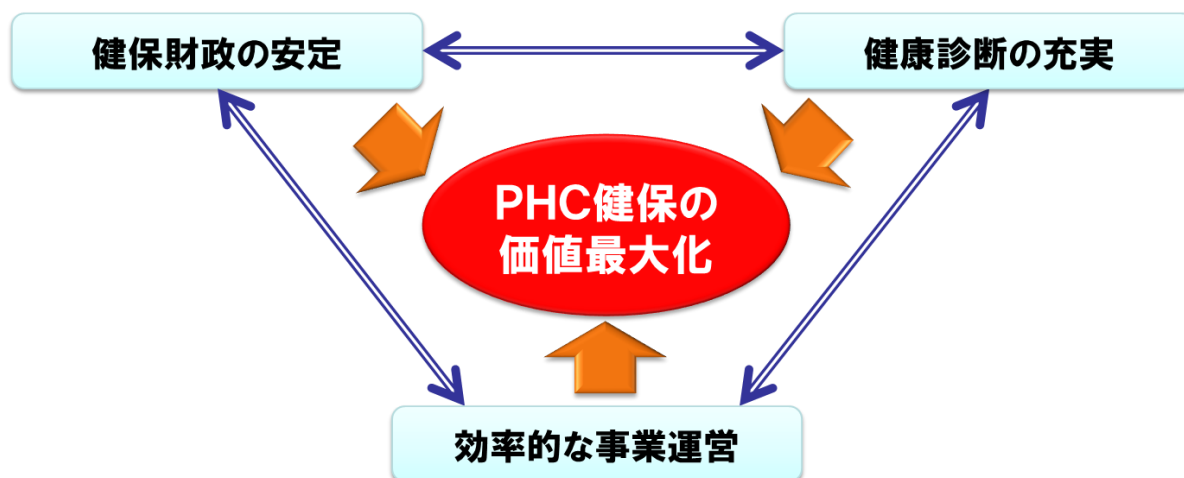 健保財政の安定
健康診断の充実
PHC健保の
価値最大化
効率的な事業運営